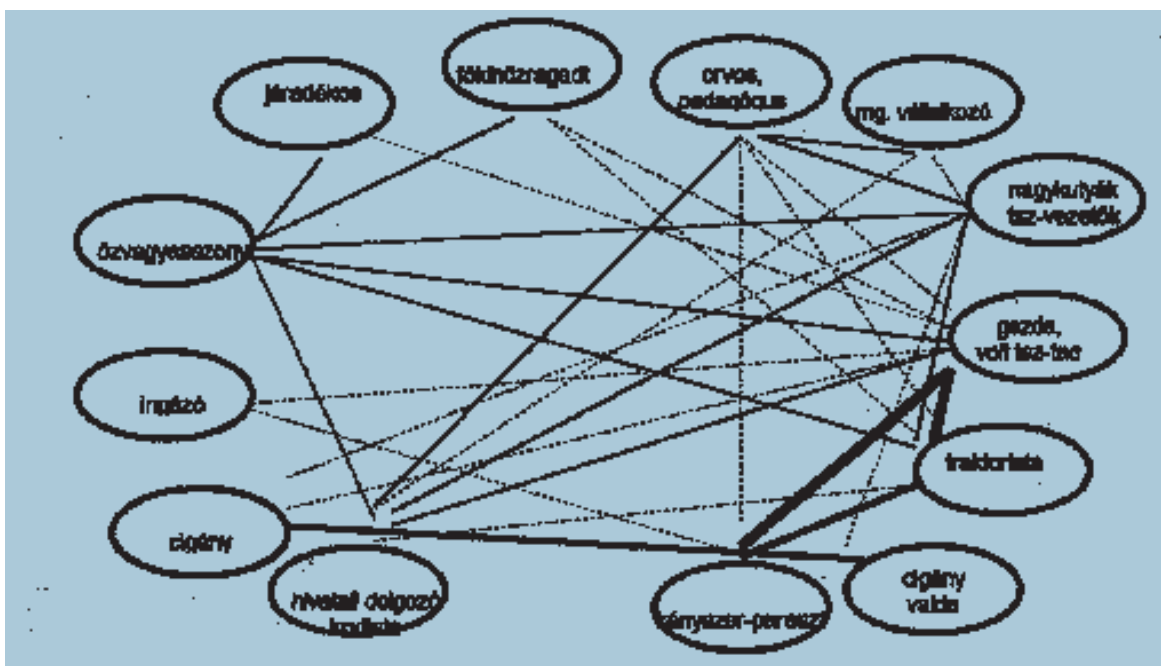 járadékos
földhözragadt
orvos,
pedagógus
mg. vállalkozó
nagykutyák
tsz-vezetők
özvegyasszony
gazda,
volt tsz-tag
ingázó
traktorista
cigány
hivatali dolgozó
cigány
vajda
kényszer-paraszt